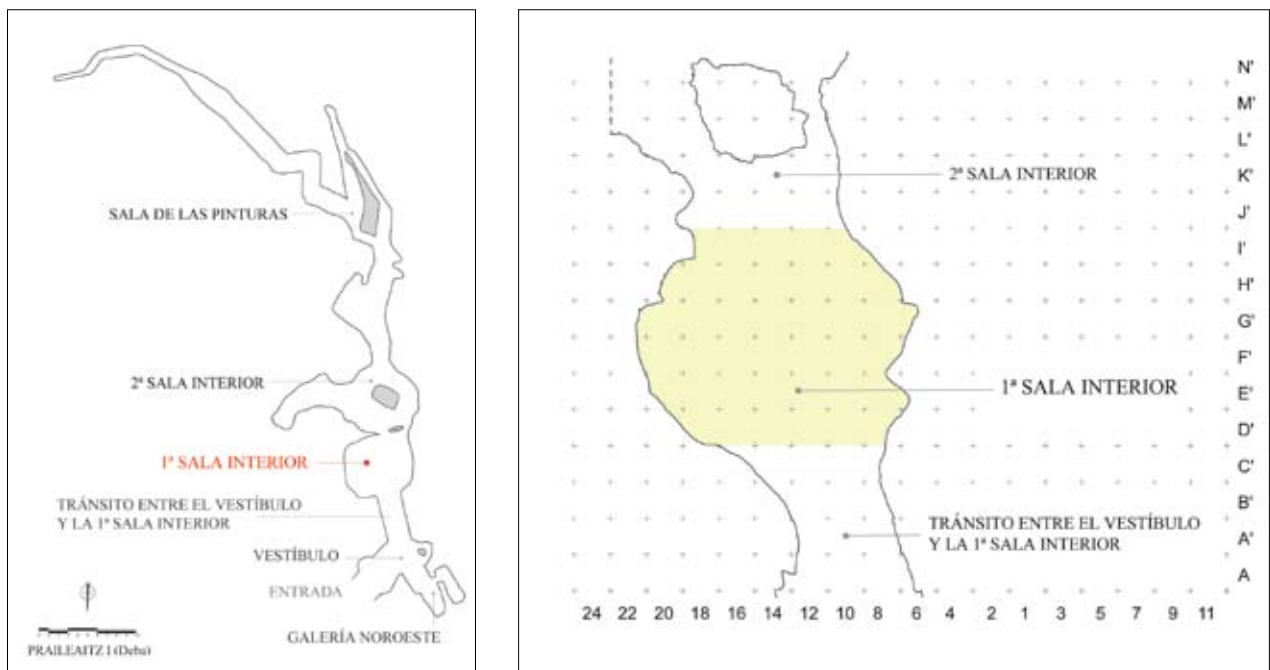 SALA DE LAS PINTURAS
2ª SALA INTERIOR
1ª SALA INTERIOR
TRÁNSITO ENTRE EL VESTÍBULO
Y LA 1ª SALA INTERIOR
VESTÍBULO
ENTRADA
GALERÍA NOROESTE
PRAILEAITZ I (Deba)
N'
M'
L'
K'
J'
I'
H'
G'
F'
E'
D'
C'
B'
A'
A
2ª SALA INTERIOR
1ª SALA INTERIOR
TRÁNSITO ENTRE EL VESTÍBULO
Y LA 1ª SALA INTERIOR
24 22 20 18 16 14 12 10 8 6 4 2 1 3 5 7 9 11